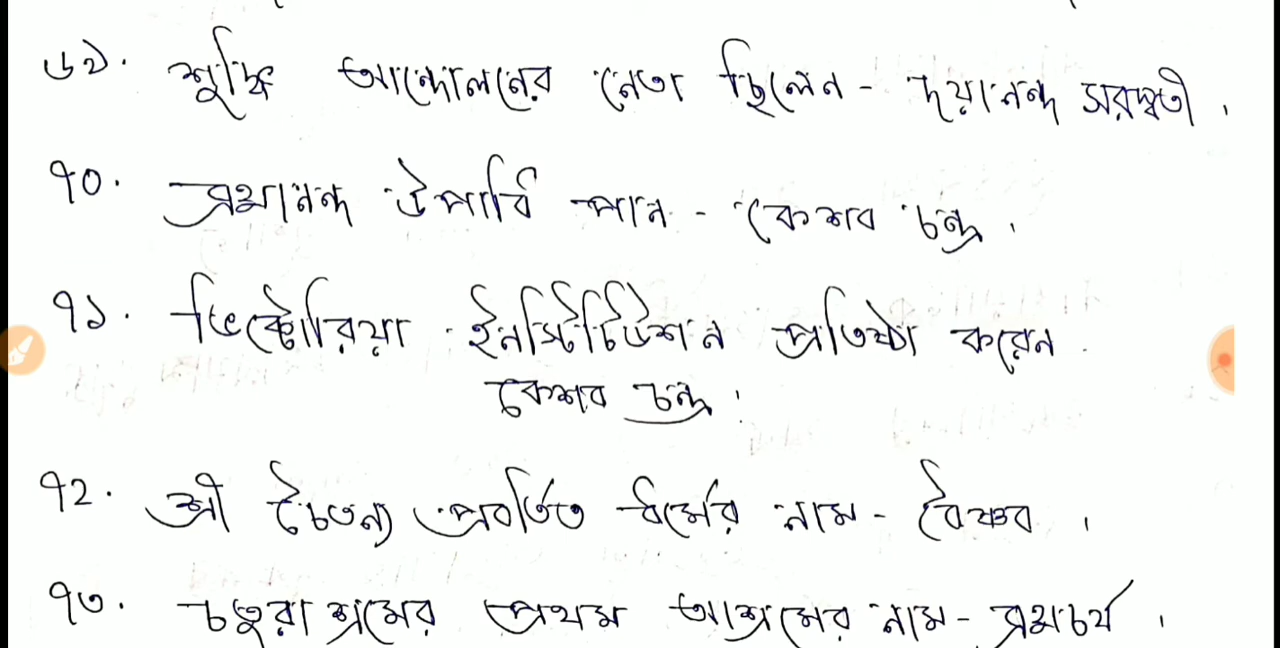 ৬৯. শুদ্ধি আন্দোলনের নেতা ছিলেন - দয়ানন্দ সরস্বতী ।
৭০. ব্রহ্মানন্দ উপাধি পান - কেশব চন্দ্র ।
৭১. ভিক্টোরিয়া ইনস্টিটিউশন প্রতিষ্ঠা করেন
কেশব চন্দ্র ।
৭২. শ্রী চৈতন্য প্রবর্তিত ধর্মের নাম - বৈষ্ণব ।
৭৩. চতুরাশ্রমের প্রথম আশ্রমের নাম - ব্রহ্মচর্য ।